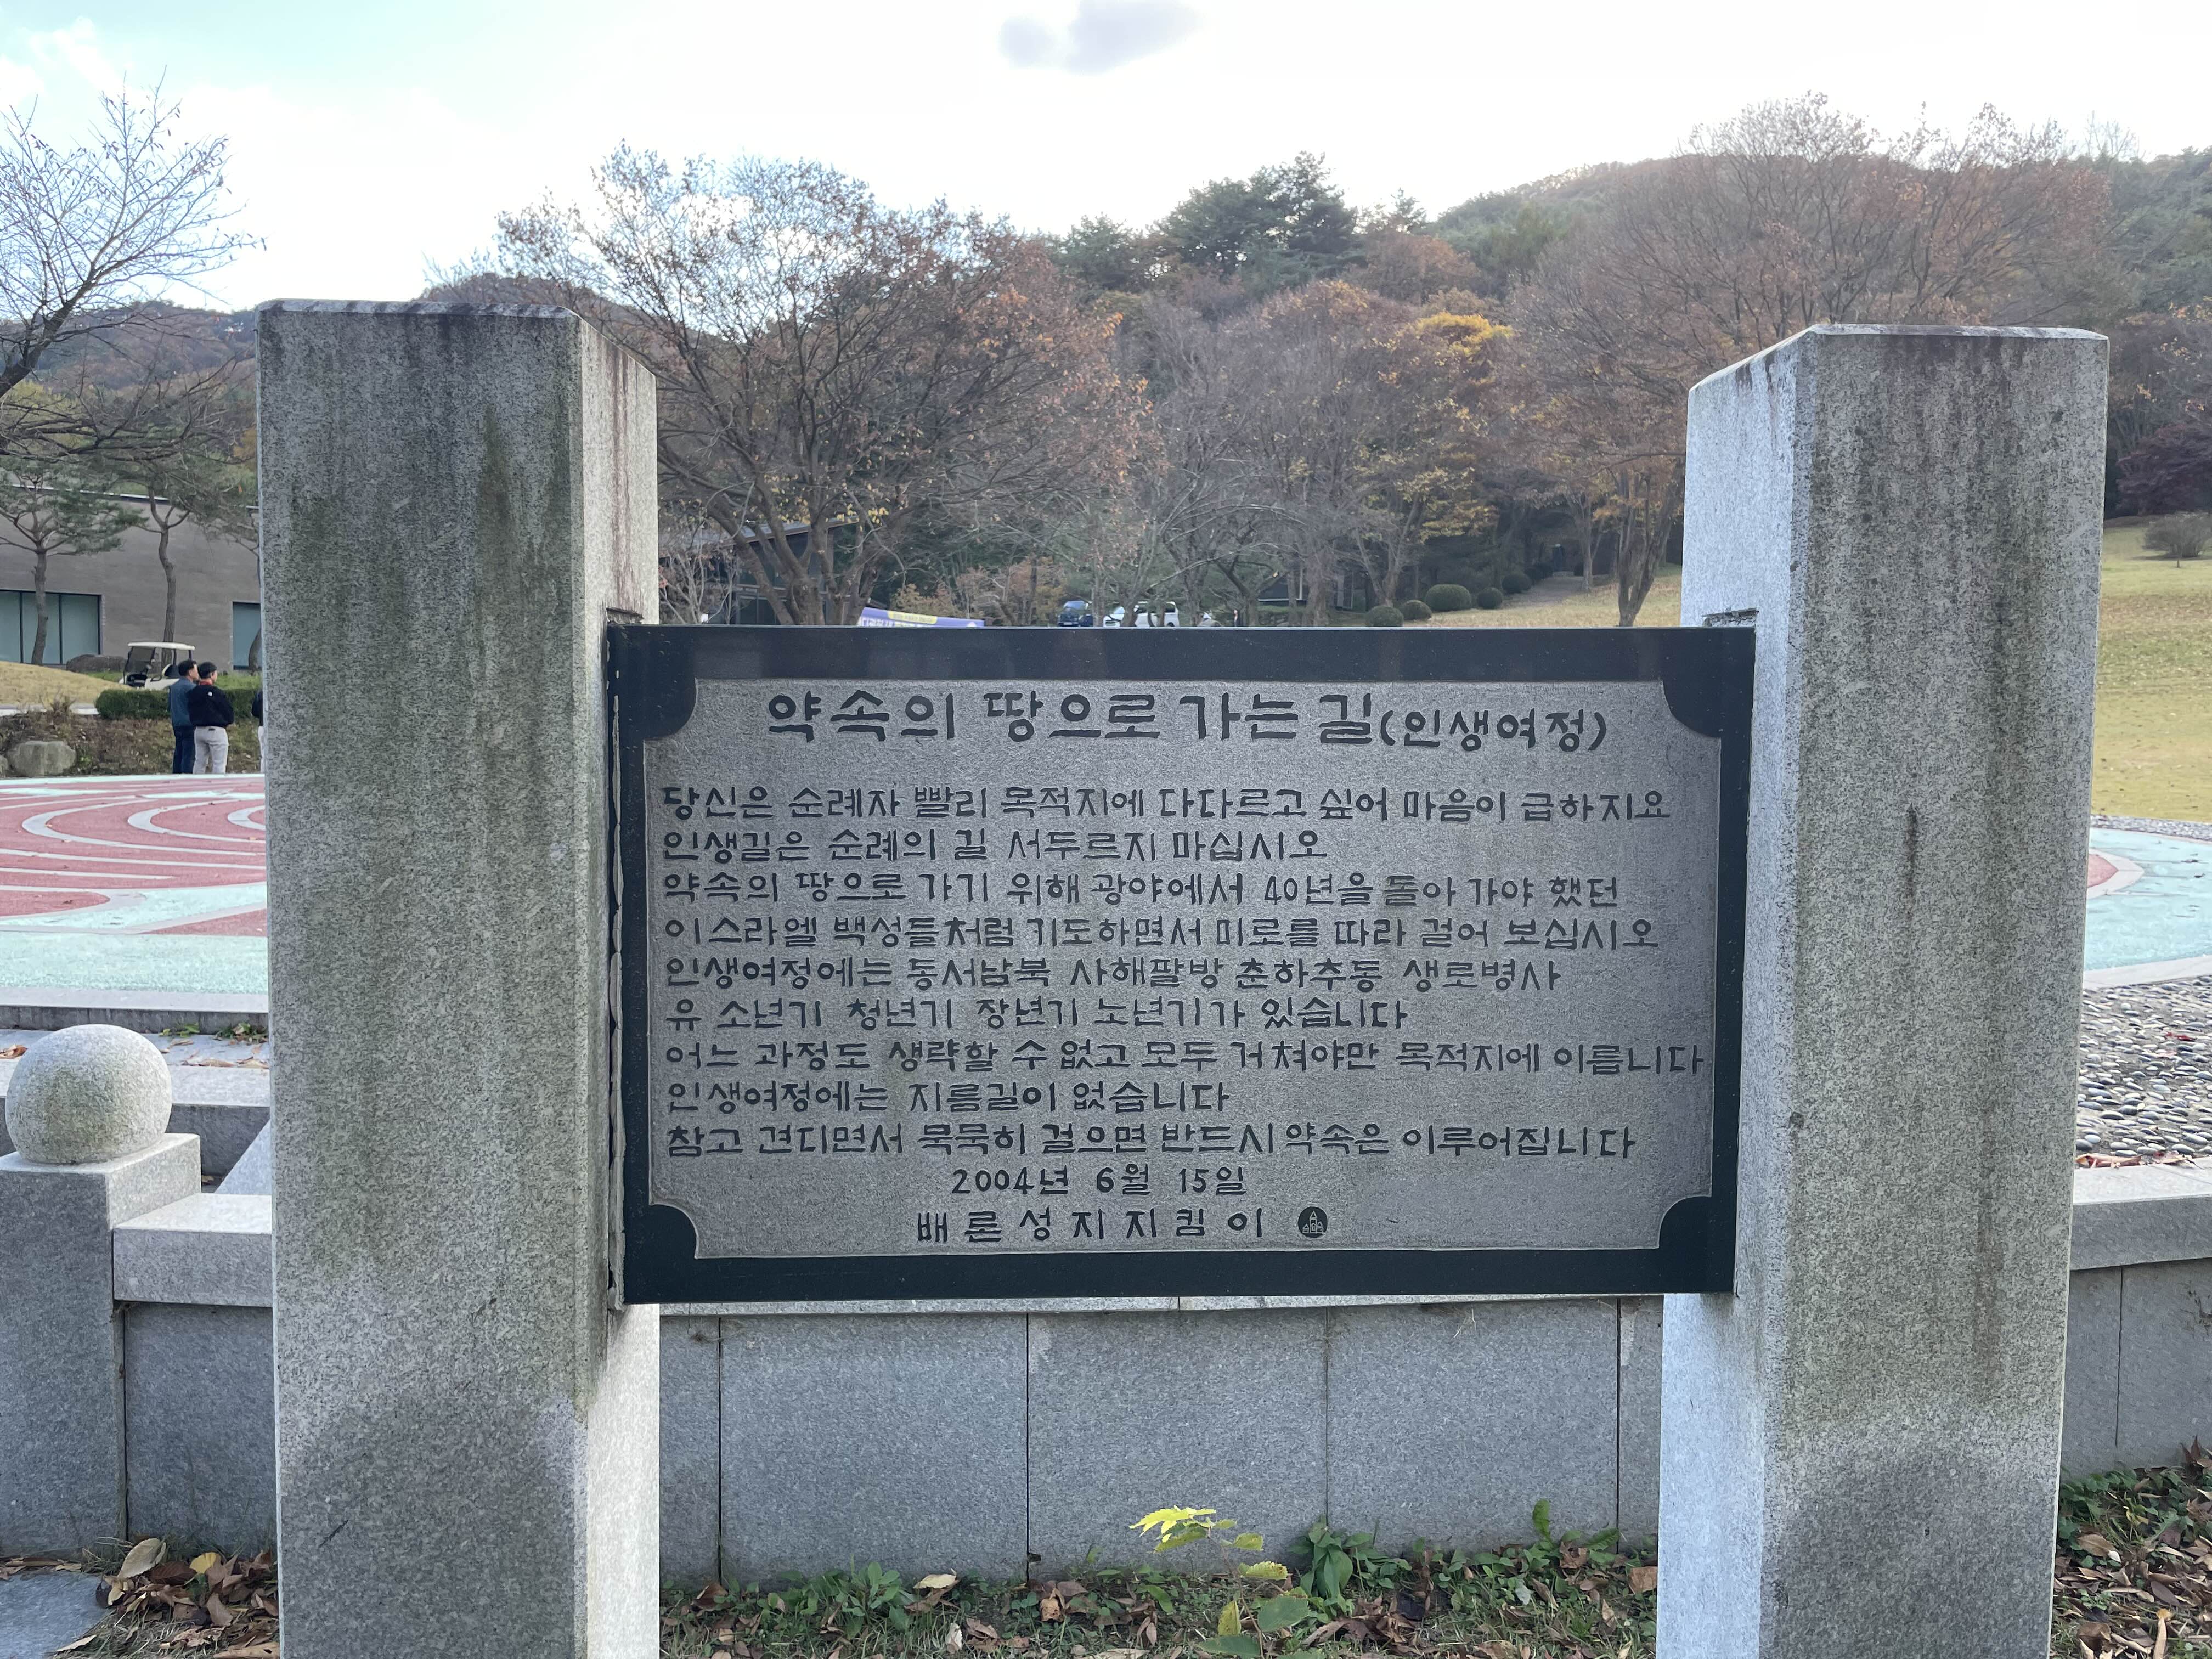 약속의 땅으로 가는 길(인생여정)
당신은 순례자 빨리 목적지에 다다르고 싶어 마음이 급하지요
인생길은 순례의 길 서두르지 마십시오
약속의 땅으로 가기 위해 광야에서 40년을 돌아 가야 했던
이스라엘 백성들처럼 기도하면서 미로를 따라 걸어 보십시오
인생여정에는 동서남북 사해팔방 춘하추동 생로병사
유 소년기 청년기 장년기 노년기가 있습니다
어느 과정도 생략할 수 없고 모두 거쳐야만 목적지에 이릅니다
인생여정에는 지름길이 없습니다
참고 견디면서 묵묵히 걸으면 반드시 약속은 이루어집니다
2004년 6월 15일
배론성지지킴이